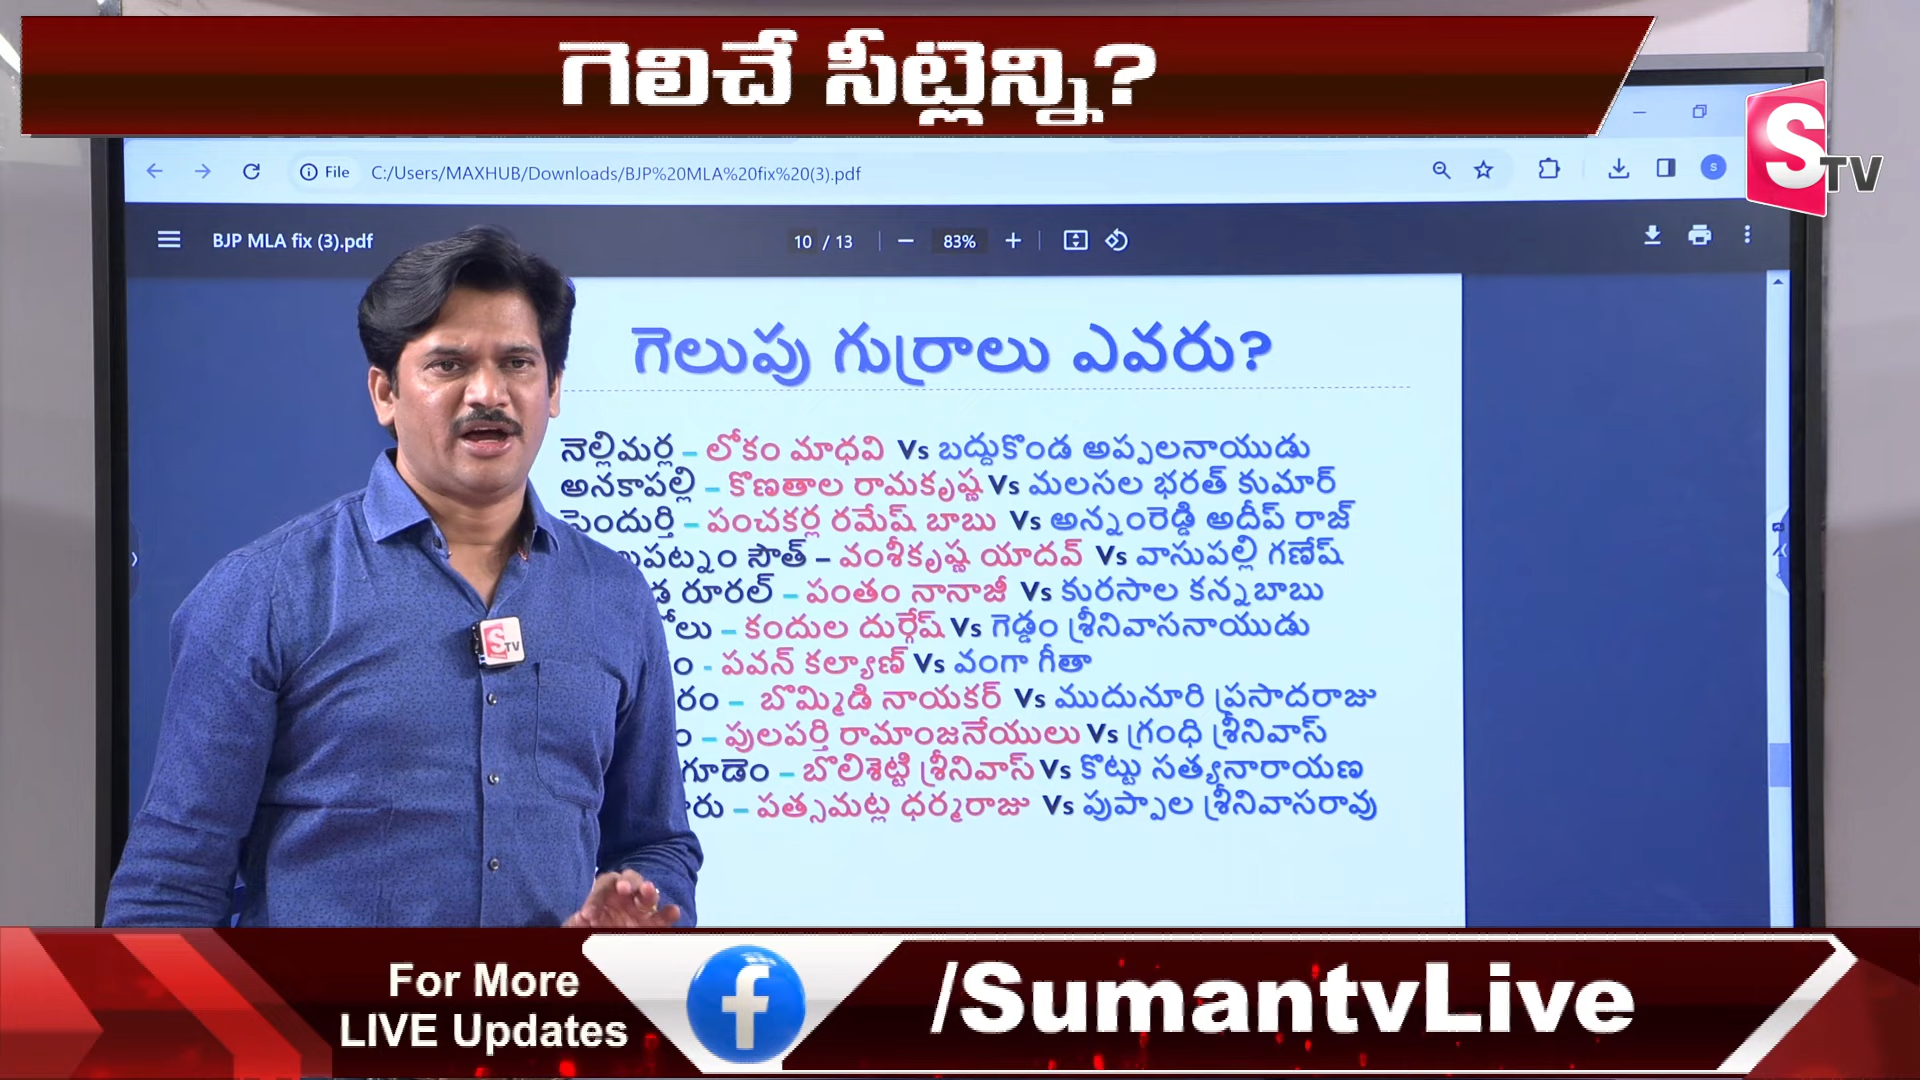 గెలిచే సీట్లెన్ని?
S TV
File C:/Users/MAXHUB/Downloads/BJP%20MLA%20fix%20(3).pdf
S
BJP MLA fix (3).pdf 10 / 13 83%
గెలుపు గుర్రాలు ఎవరు?
నెల్లిమర్ల – లోకం మాధవి Vs బద్దుకొండ అప్పలనాయుడు
అనకాపల్లి – కొణతాల రామకృష్ణ Vs మలసల భరత్ కుమార్
పెందుర్తి – పంచకర్ల రమేష్ బాబు Vs అన్నంరెడ్డి అదీప్ రాజ్
పట్నం సౌత్ – వంశీకృష్ణ యాదవ్ Vs వాసుపల్లి గణేష్
డ రూరల్ – పంతం నానాజీ Vs కురసాల కన్నబాబు
ోలు – కందుల దుర్గేష్ Vs గెడ్డం శ్రీనివాసనాయుడు
ం - పవన్ కల్యాణ్ Vs వంగా గీతా
రం – బొమ్మిడి నాయకర్ Vs ముదునూరి ప్రసాదరాజు
ం – పులపర్తి రామాంజనేయులు Vs గ్రంధి శ్రీనివాస్
గూడెం – బొలిశెట్టి శ్రీనివాస్ Vs కొట్టు సత్యనారాయణ
రు – పత్సమట్ల ధర్మరాజు Vs పుప్పాల శ్రీనివాసరావు
S TV
For More
LIVE Updates
f /SumantvLive